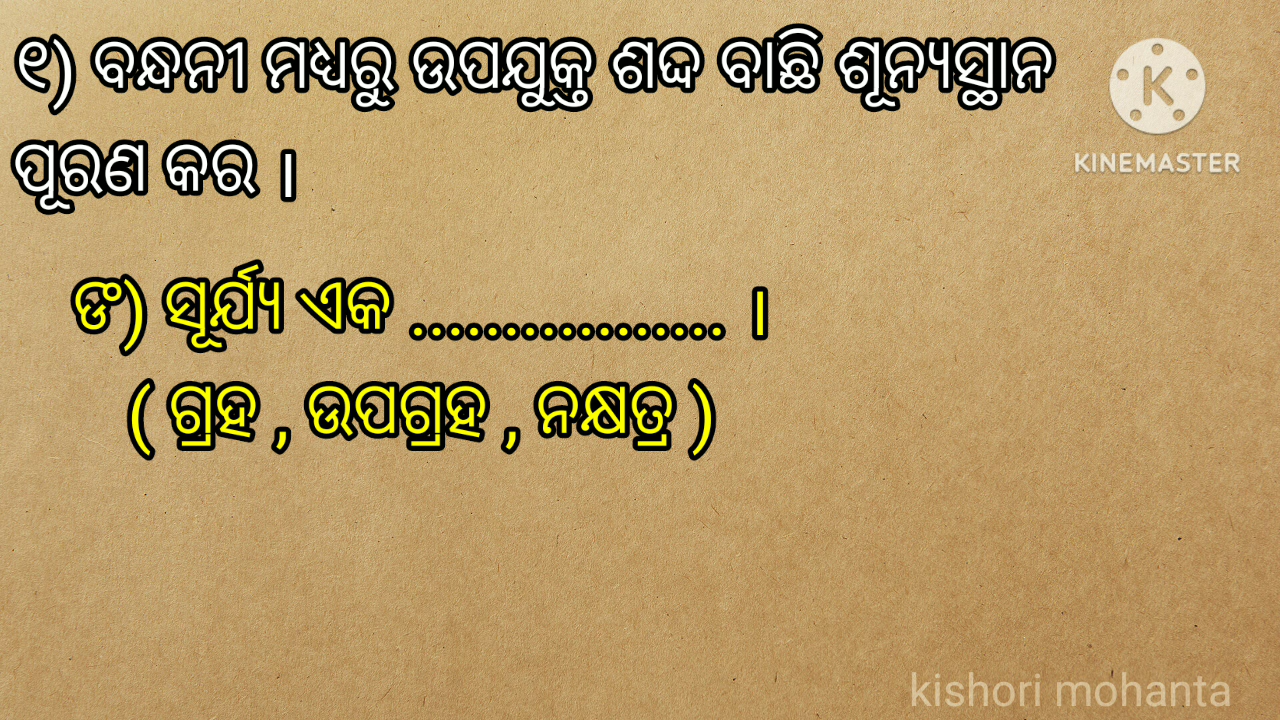 ୧) ବନ୍ଧନୀ ମଧ୍ୟରୁ ଉପଯୁକ୍ତ ଶବ୍ଦ ବାଛି ଶୂନ୍ୟସ୍ଥାନ
ପୂରଣ କର ।
K
KINEMASTER
ଙ) ସୂର୍ଯ୍ୟ ଏକ ................. ।
( ଗ୍ରହ , ଉପଗ୍ରହ , ନକ୍ଷତ୍ର )
kishori mohanta